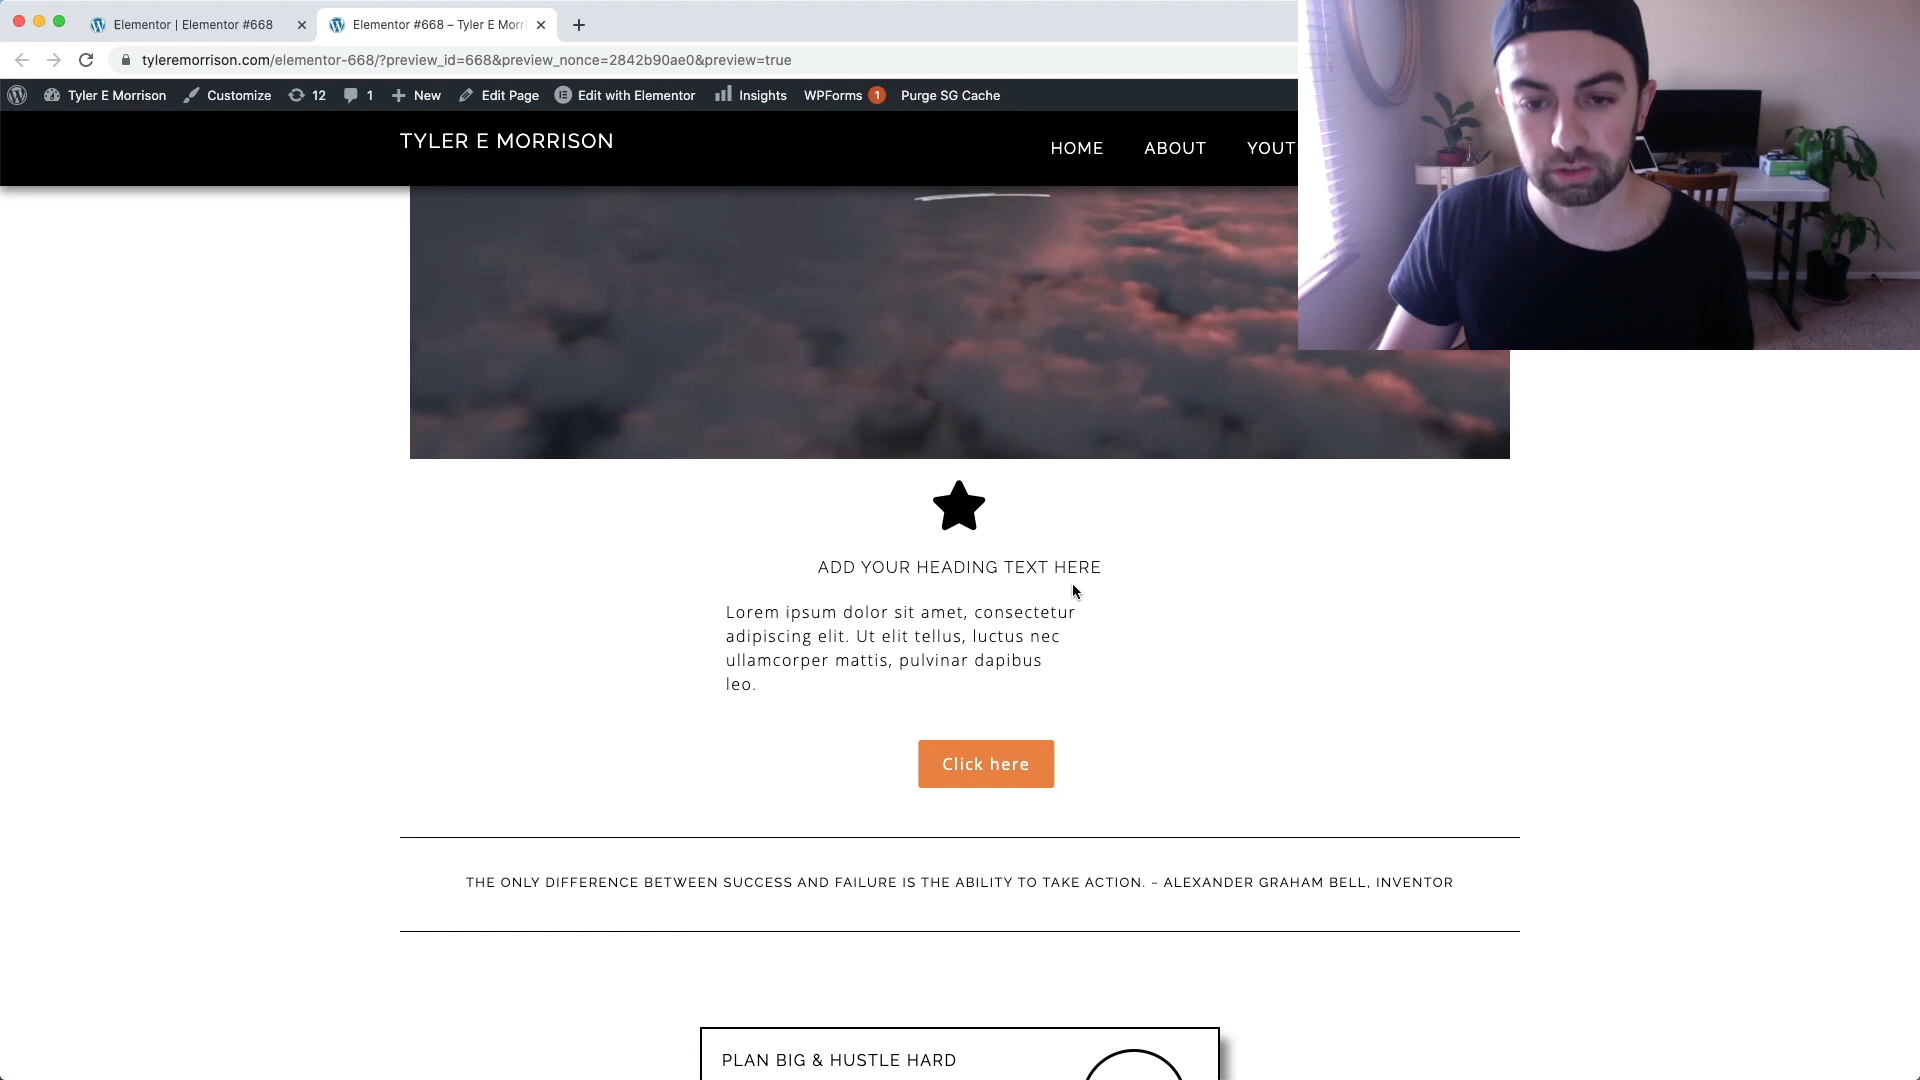 Elementor | Elementor #668
Elementor #668 – Tyler E Morri
tyleremorrison.com/elementor-668/?preview_id=668&preview_nonce=2842b90ae0&preview=true
Tyler E Morrison 12 1 New Edit Page Edit with Elementor Insights WPForms 1 Purge SG Cache
TYLER E MORRISON
HOME ABOUT YOUT
ADD YOUR HEADING TEXT HERE
Lorem ipsum dolor sit amet, consectetur
adipiscing elit. Ut elit tellus, luctus nec
ullamcorper mattis, pulvinar dapibus
leo.
Click here
THE ONLY DIFFERENCE BETWEEN SUCCESS AND FAILURE IS THE ABILITY TO TAKE ACTION. ~ ALEXANDER GRAHAM BELL, INVENTOR
PLAN BIG & HUSTLE HARD